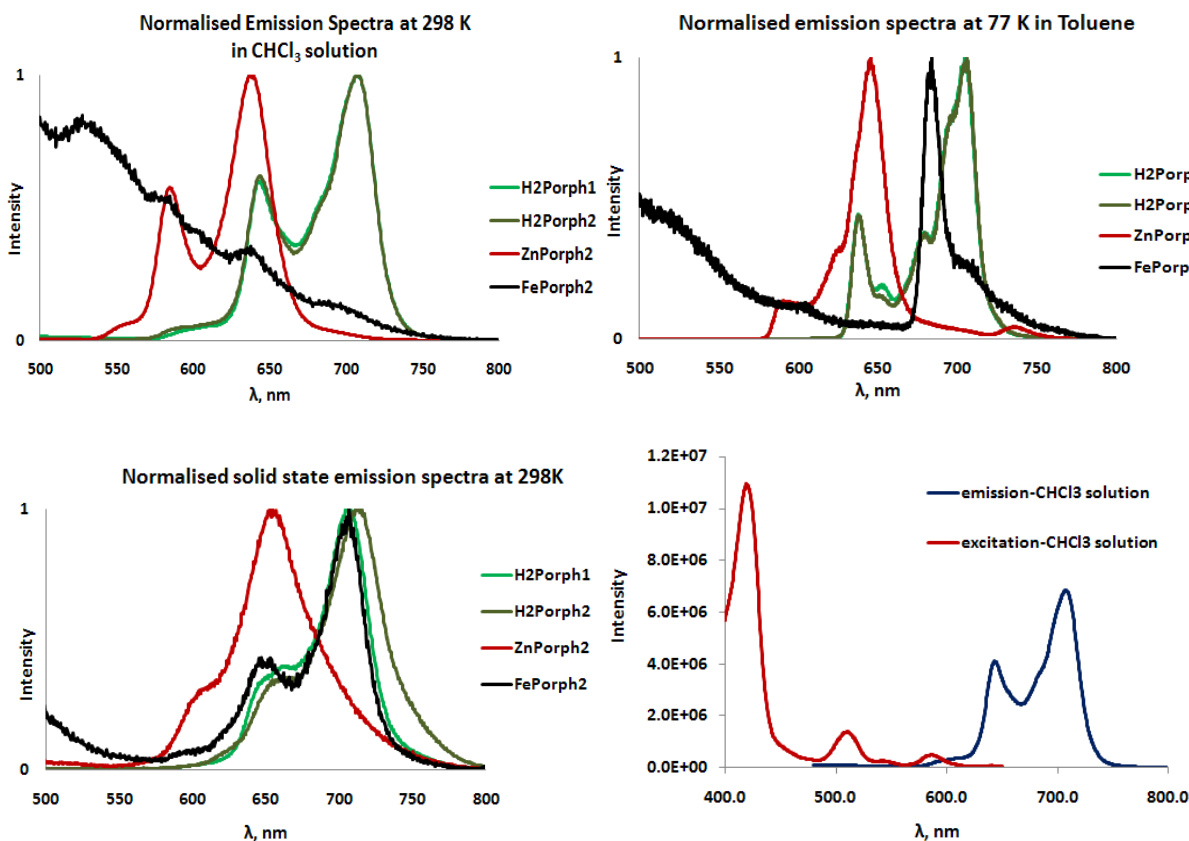 Normalised Emission Spectra at 298 K
in CHCl₃ solution
1
Intensity
0
500 550 600 650 700 750 800
λ, nm
H2Porph1
H2Porph2
ZnPorph2
FePorph2
Normalised emission spectra at 77 K in Toluene
1
Intensity
0
500 550 600 650 700 750 800
λ, nm
H2Porp
H2Porp
ZnPorp
FePorp
Normalised solid state emission spectra at 298K
1
Intensity
0
500 550 600 650 700 750 800
λ, nm
H2Porph1
H2Porph2
ZnPorph2
FePorph2
1.2E+07
1.0E+07
8.0E+06
6.0E+06
4.0E+06
2.0E+06
0.0E+00
Intensity
400.0 500.0 600.0 700.0 800.0
λ, nm
emission-CHCl3 solution
excitation-CHCl3 solution